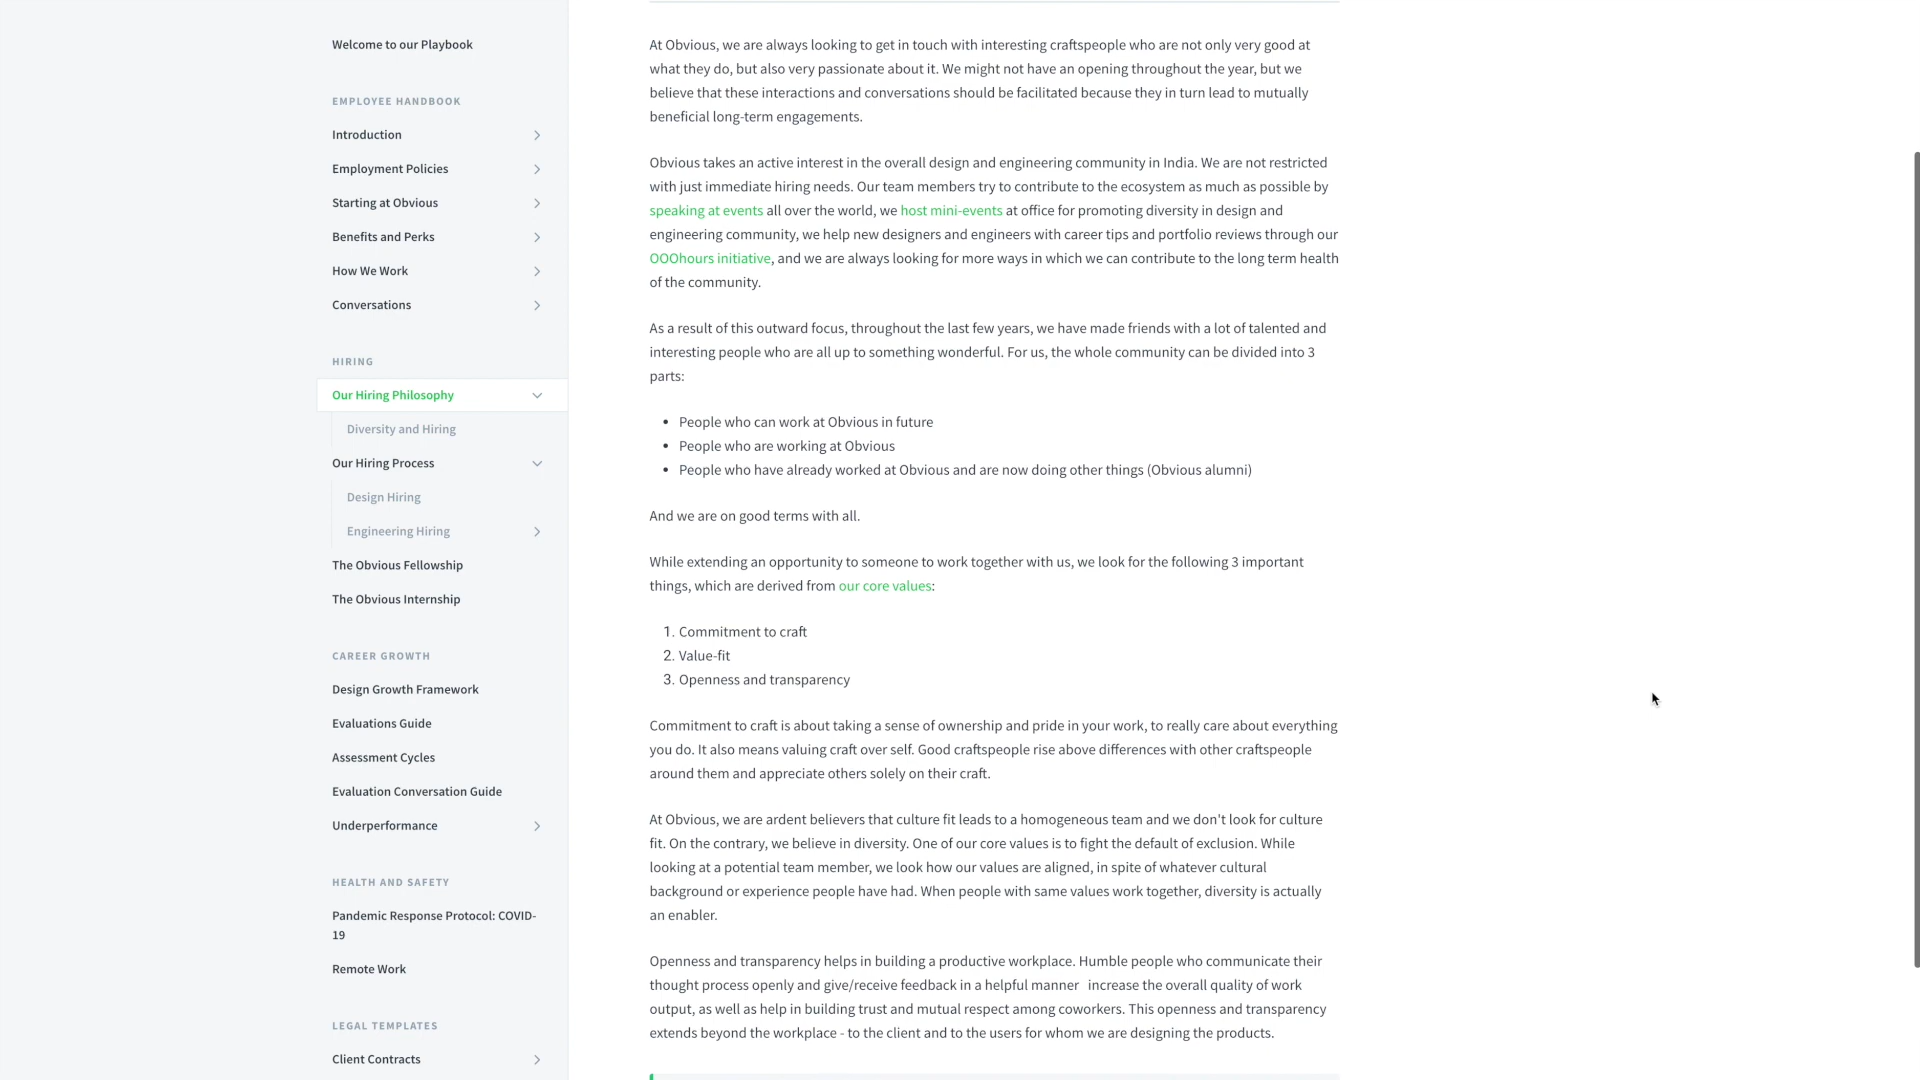 Welcome to our Playbook
EMPLOYEE HANDBOOK
Introduction
Employment Policies
Starting at Obvious
Benefits and Perks
How We Work
Conversations
HIRING
Our Hiring Philosophy
Diversity and Hiring
Our Hiring Process
Design Hiring
Engineering Hiring
The Obvious Fellowship
The Obvious Internship
CAREER GROWTH
Design Growth Framework
Evaluations Guide
Assessment Cycles
Evaluation Conversation Guide
Underperformance
HEALTH AND SAFETY
Pandemic Response Protocol: COVID-
19
Remote Work
LEGAL TEMPLATES
Client Contracts
At Obvious, we are always looking to get in touch with interesting craftspeople who are not only very good at
what they do, but also very passionate about it. We might not have an opening throughout the year, but we
believe that these interactions and conversations should be facilitated because they in turn lead to mutually
beneficial long-term engagements.
Obvious takes an active interest in the overall design and engineering community in India. We are not restricted
with just immediate hiring needs. Our team members try to contribute to the ecosystem as much as possible by
speaking at events all over the world, we host mini-events at office for promoting diversity in design and
engineering community, we help new designers and engineers with career tips and portfolio reviews through our
OOOhours initiative, and we are always looking for more ways in which we can contribute to the long term health
of the community.
As a result of this outward focus, throughout the last few years, we have made friends with a lot of talented and
interesting people who are all up to something wonderful. For us, the whole community can be divided into 3
parts:
• People who can work at Obvious in future
• People who are working at Obvious
• People who have already worked at Obvious and are now doing other things (Obvious alumni)
And we are on good terms with all.
While extending an opportunity to someone to work together with us, we look for the following 3 important
things, which are derived from our core values:
1. Commitment to craft
2. Value-fit
3. Openness and transparency
Commitment to craft is about taking a sense of ownership and pride in your work, to really care about everything
you do. It also means valuing craft over self. Good craftspeople rise above differences with other craftspeople
around them and appreciate others solely on their craft.
At Obvious, we are ardent believers that culture fit leads to a homogeneous team and we don't look for culture
fit. On the contrary, we believe in diversity. One of our core values is to fight the default of exclusion. While
looking at a potential team member, we look how our values are aligned, in spite of whatever cultural
background or experience people have had. When people with same values work together, diversity is actually
an enabler.
Openness and transparency helps in building a productive workplace. Humble people who communicate their
thought process openly and give/receive feedback in a helpful manner increase the overall quality of work
output, as well as help in building trust and mutual respect among coworkers. This openness and transparency
extends beyond the workplace - to the client and to the users for whom we are designing the products.